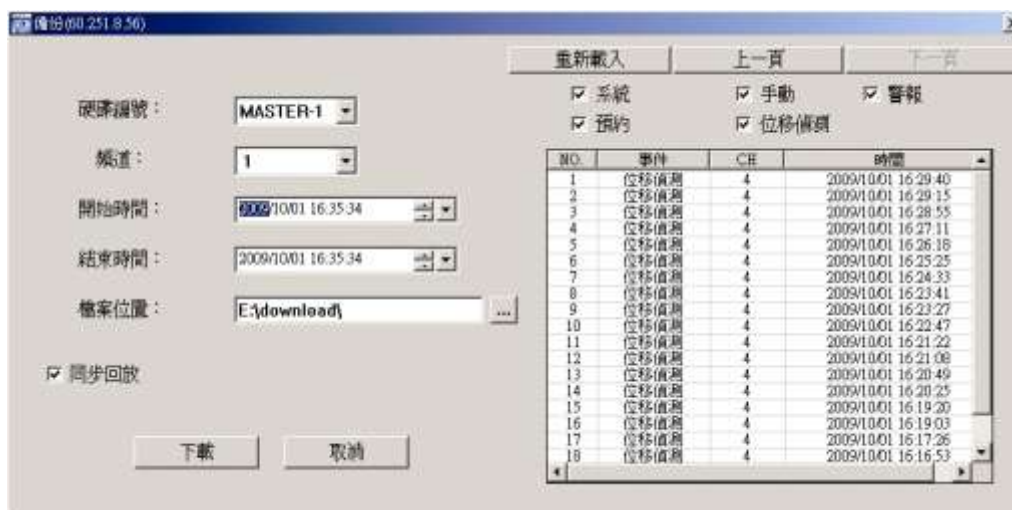 備份(60.251.8.56)
重新載入 上一頁 下一頁
硬碟編號： MASTER-1
頻道： 1
開始時間： 2009/10/01 16:35:34
結束時間： 2009/10/01 16:35:34
檔案位置： E:\download\ ...
同步回放
下載 取消
系統 手動 警報
預約 位移偵測
NO. 事件 CH 時間
1 位移偵測 4 2009/10/01 16:29:40
2 位移偵測 4 2009/10/01 16:29:15
3 位移偵測 4 2009/10/01 16:28:55
4 位移偵測 4 2009/10/01 16:27:11
5 位移偵測 4 2009/10/01 16:26:18
6 位移偵測 4 2009/10/01 16:25:25
7 位移偵測 4 2009/10/01 16:24:33
8 位移偵測 4 2009/10/01 16:23:41
9 位移偵測 4 2009/10/01 16:23:27
10 位移偵測 4 2009/10/01 16:22:47
11 位移偵測 4 2009/10/01 16:21:22
12 位移偵測 4 2009/10/01 16:21:08
13 位移偵測 4 2009/10/01 16:20:49
14 位移偵測 4 2009/10/01 16:20:25
15 位移偵測 4 2009/10/01 16:19:20
16 位移偵測 4 2009/10/01 16:19:03
17 位移偵測 4 2009/10/01 16:17:26
18 位移偵測 4 2009/10/01 16:16:53